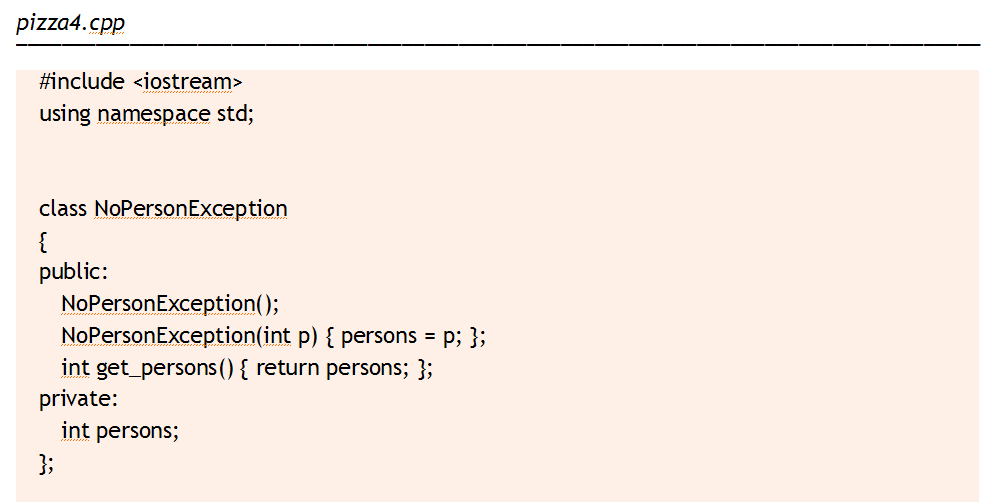 pizza4.cpp
#include <iostream>
using namespace std;
class NoPersonException
{
public:
NoPersonException();
NoPersonException(int p) { persons = p; };
int get_persons() { return persons; };
private:
int persons;
};